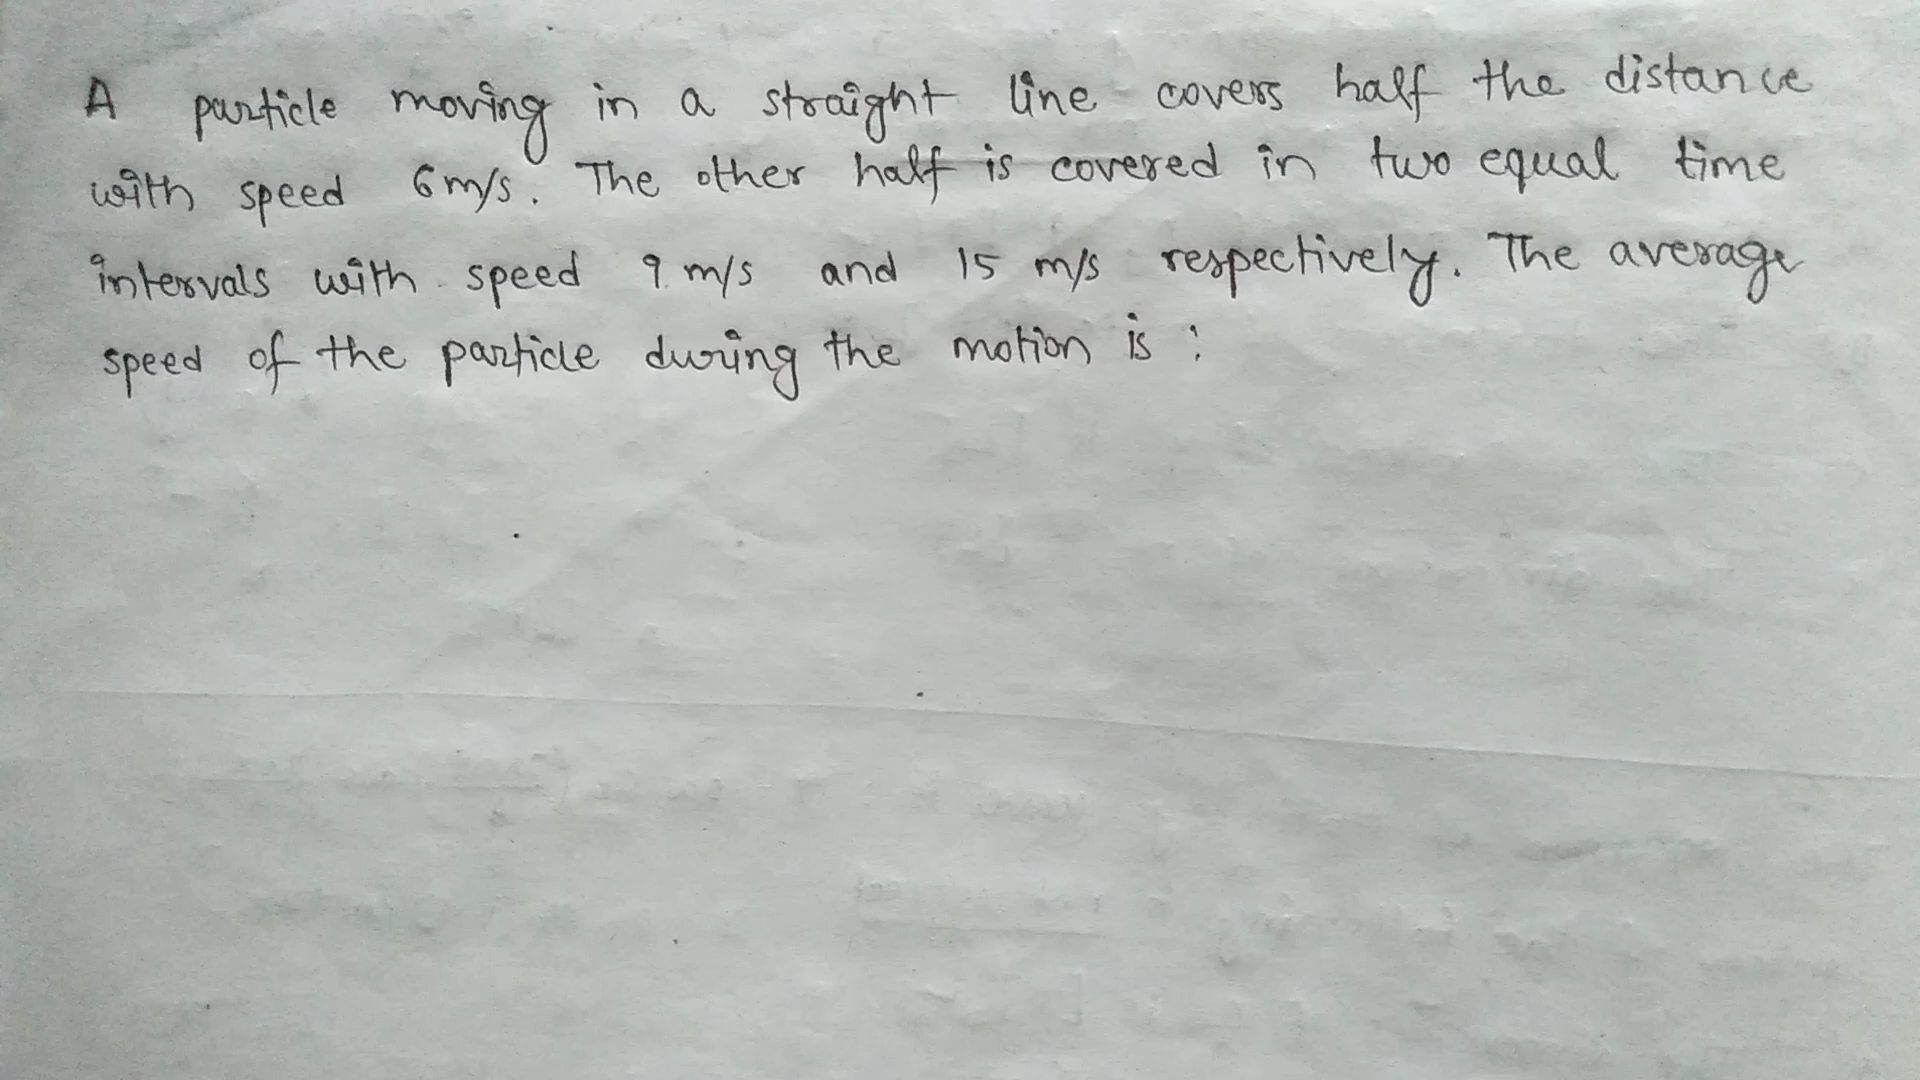 A particle moving in a straight line covers half the distance
with speed 6 m/s. The other half is covered in two equal time
intervals with speed 9 m/s and 15 m/s respectively. The average
speed of the particle during the motion is :